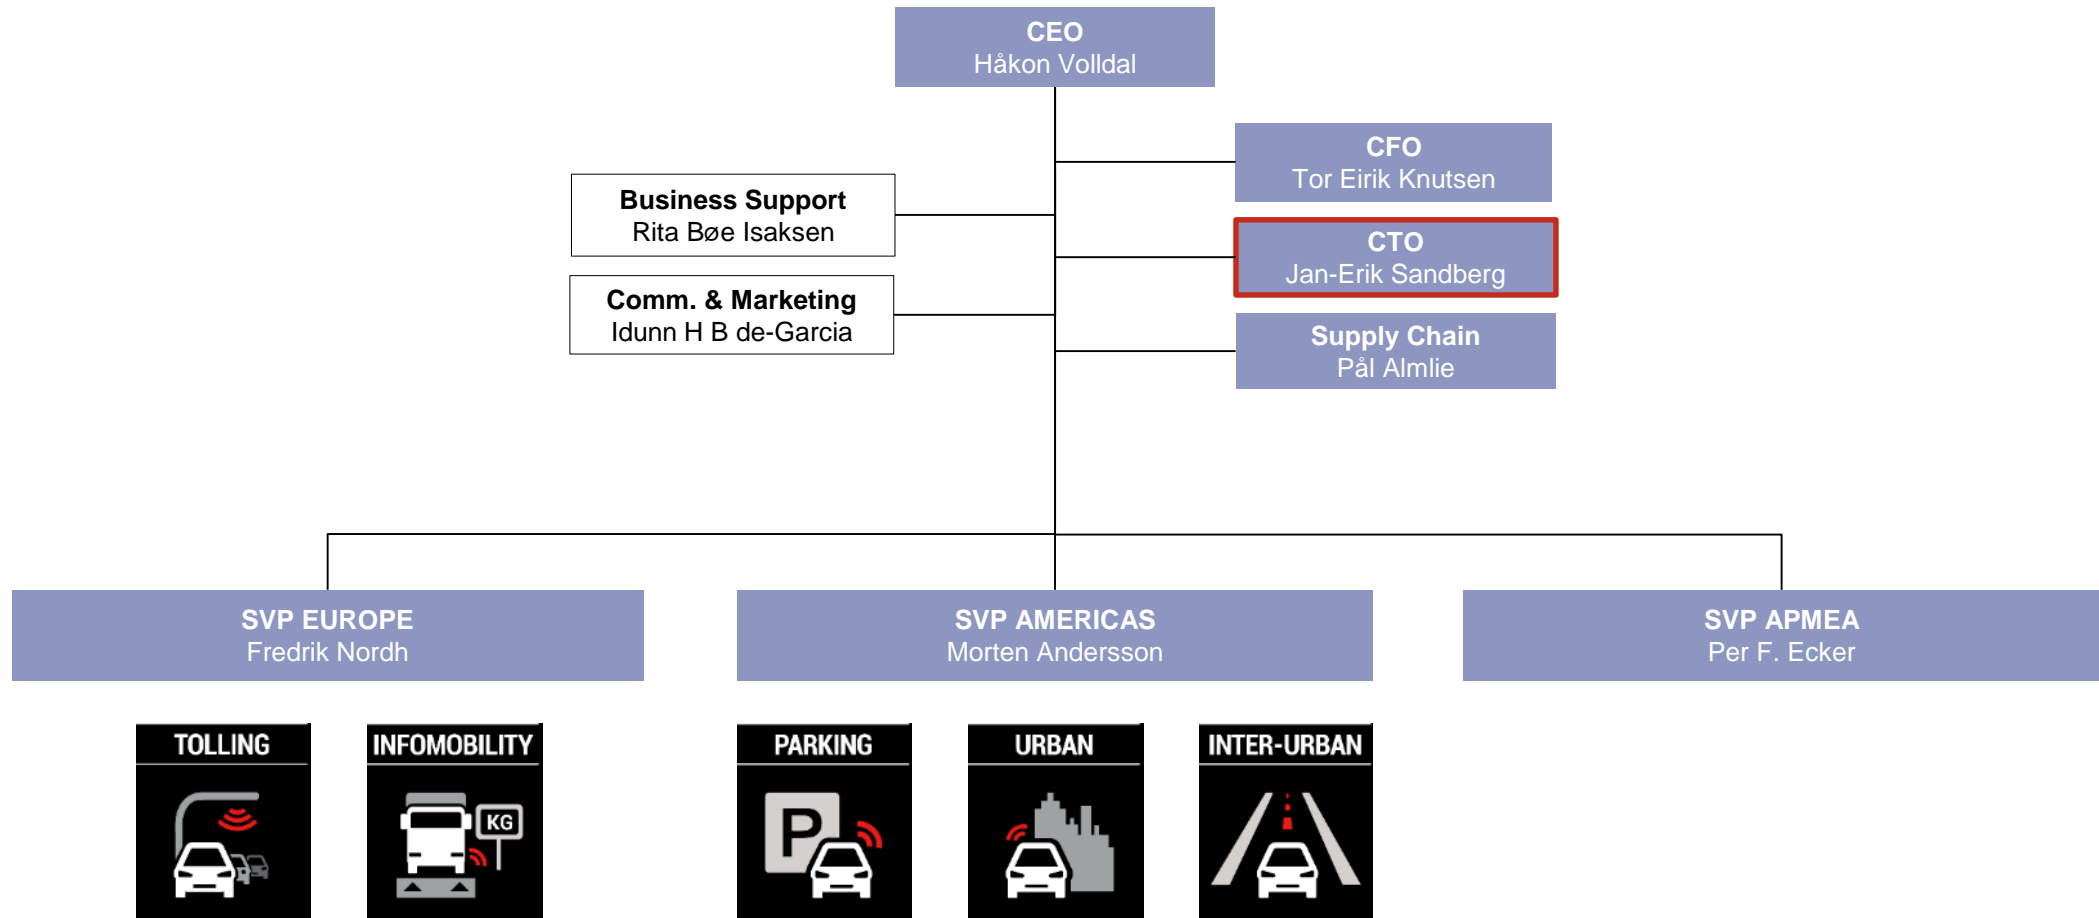 CEO
Håkon Volldal
CFO
Tor Eirik Knutsen
Business Support
Rita Bøe Isaksen
CTO
Jan-Erik Sandberg
Comm. & Marketing
Idunn H B de-Garcia
Supply Chain
Pål Almlie
SVP EUROPE
Fredrik Nordh
SVP AMERICAS
Morten Andersson
SVP APMEA
Per F. Ecker
TOLLING
INFOMOBILITY
KG
PARKING
P
URBAN
INTER-URBAN